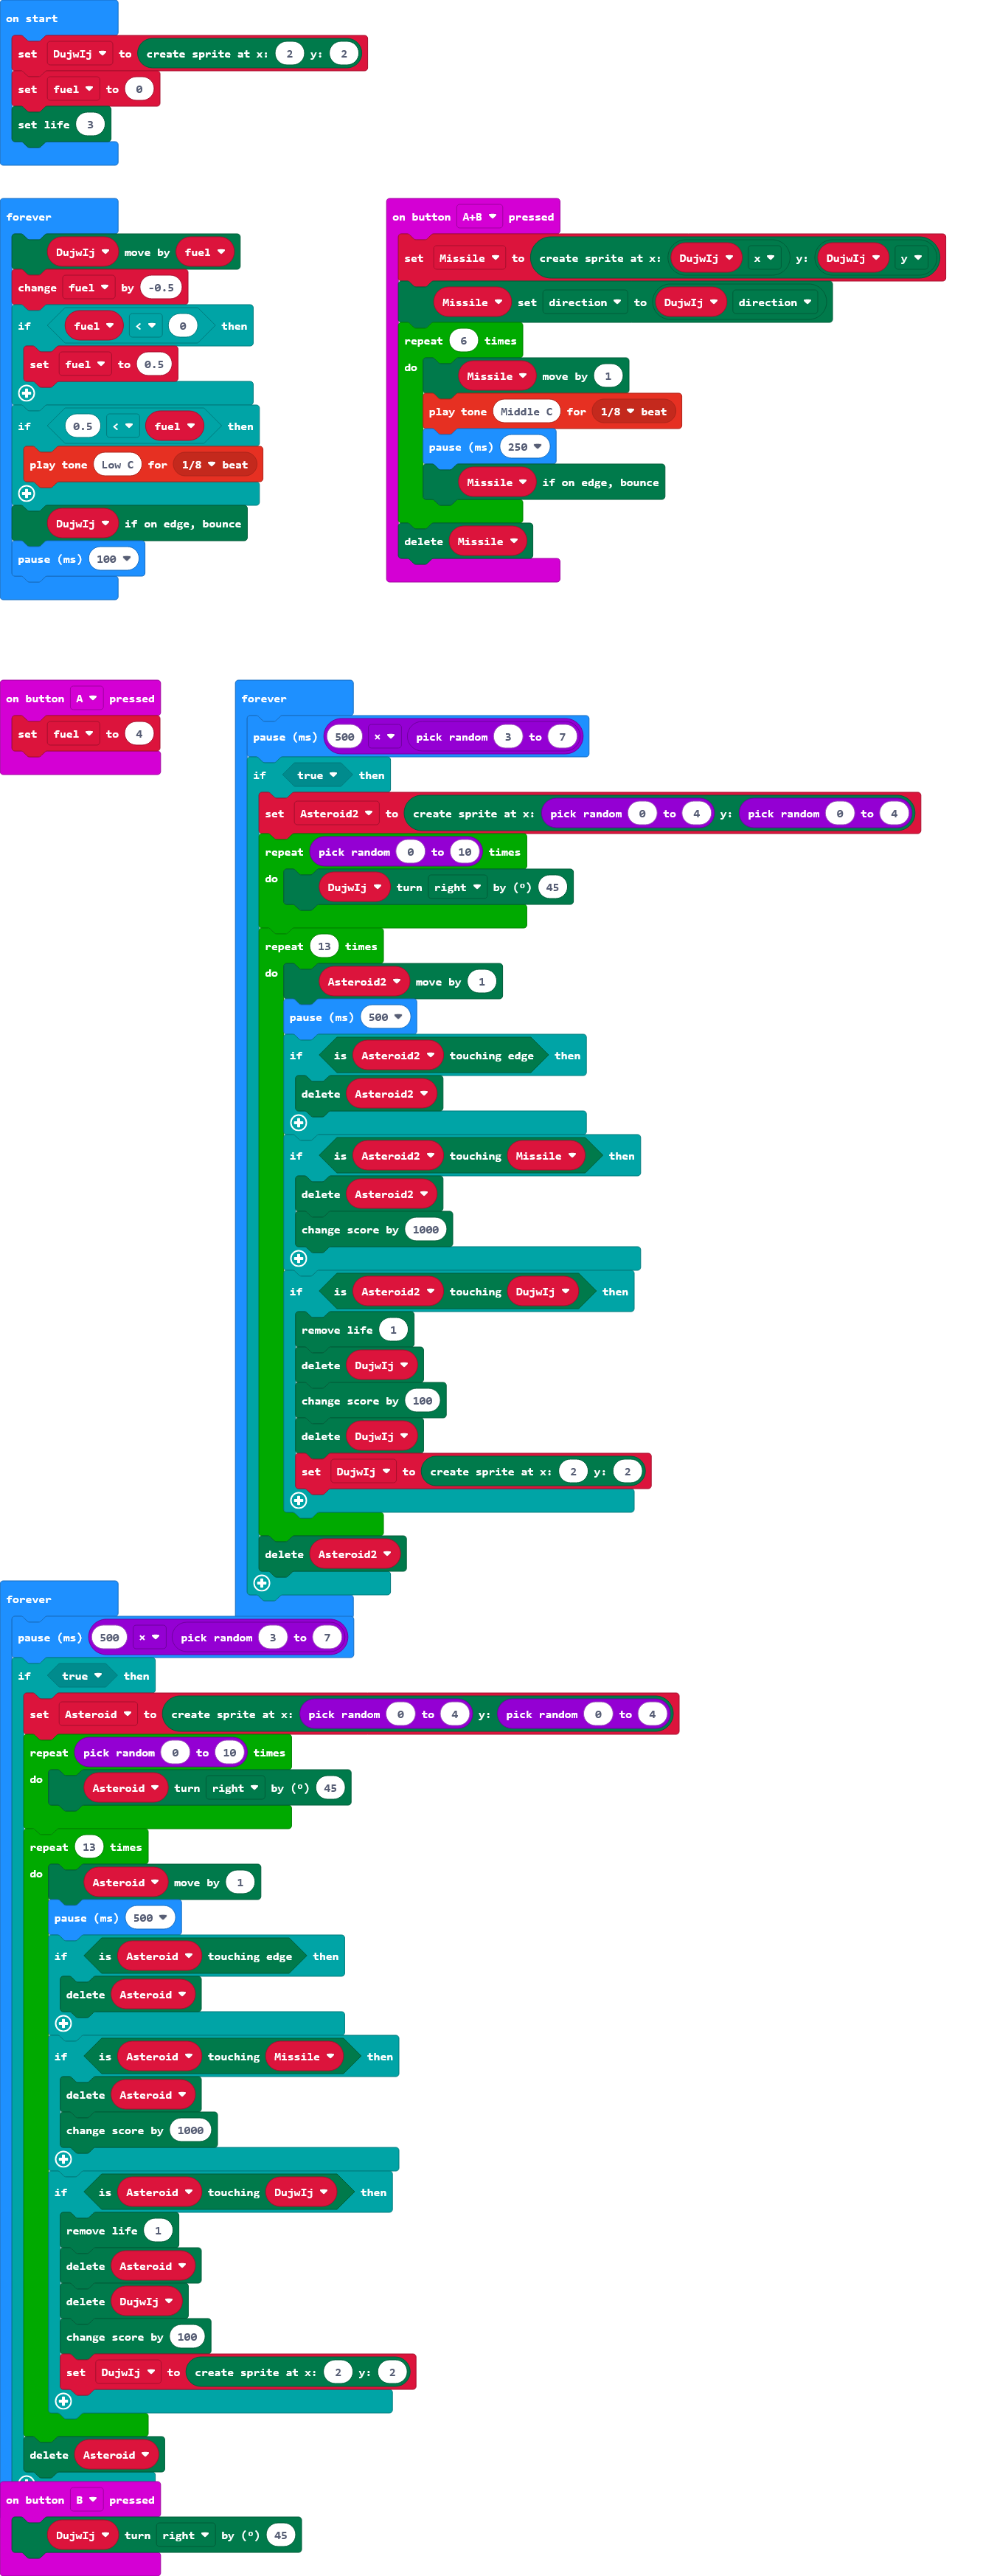 on start
set DujwIj to create sprite at x: 2 y: 2
set fuel to 0
set life 3
forever
DujwIj move by fuel
change fuel by -0.5
if fuel < 0 then
set fuel to 0.5
if 0.5 < fuel then
play tone Low C for 1/8 beat
DujwIj if on edge, bounce
pause (ms) 100
on button A+B pressed
set Missile to create sprite at x: DujwIj x y: DujwIj y
Missile set direction to DujwIj direction
repeat 6 times
do Missile move by 1
play tone Middle C for 1/8 beat
pause (ms) 250
Missile if on edge, bounce
delete Missile
on button A pressed
set fuel to 4
forever
pause (ms) 500 × pick random 3 to 7
if true then
set Asteroid2 to create sprite at x: pick random 0 to 4 y: pick random 0 to 4
repeat pick random 0 to 10 times
do DujwIj turn right by (°) 45
repeat 13 times
do Asteroid2 move by 1
pause (ms) 500
if is Asteroid2 touching edge then
delete Asteroid2
if is Asteroid2 touching Missile then
delete Asteroid2
change score by 1000
if is Asteroid2 touching DujwIj then
remove life 1
delete DujwIj
change score by 100
delete DujwIj
set DujwIj to create sprite at x: 2 y: 2
delete Asteroid2
forever
pause (ms) 500 × pick random 3 to 7
if true then
set Asteroid to create sprite at x: pick random 0 to 4 y: pick random 0 to 4
repeat pick random 0 to 10 times
do Asteroid turn right by (°) 45
repeat 13 times
do Asteroid move by 1
pause (ms) 500
if is Asteroid touching edge then
delete Asteroid
if is Asteroid touching Missile then
delete Asteroid
change score by 1000
if is Asteroid touching DujwIj then
remove life 1
delete Asteroid
delete DujwIj
change score by 100
set DujwIj to create sprite at x: 2 y: 2
delete Asteroid
on button B pressed
DujwIj turn right by (°) 45